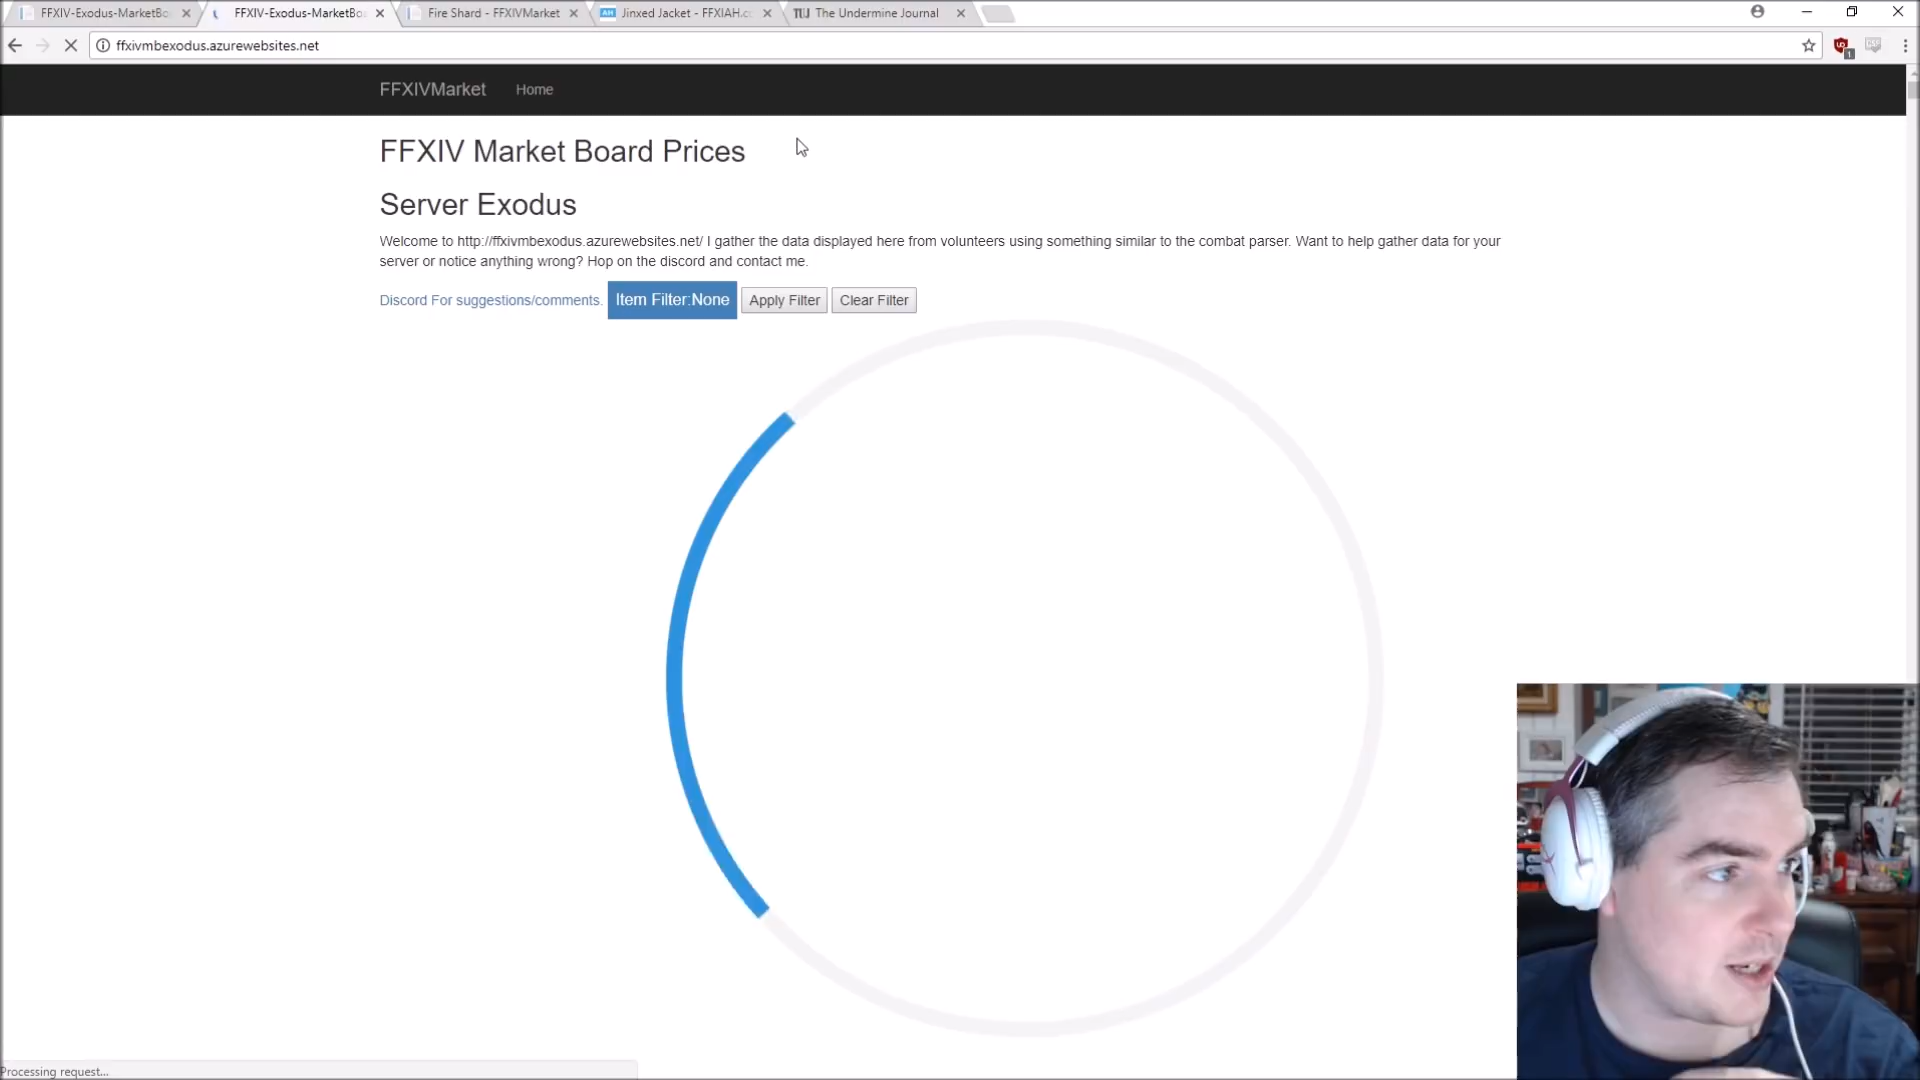 FFXIV-Exodus-MarketBo
FFXIV-Exodus-MarketBo
Fire Shard - FFXIVMarket
AH
Jinxed Jacket - FFXIAH.c
TUJ
The Undermine Journal
ffxivmbexodus.azurewebsites.net
1
FFXIVMarket
Home
FFXIV Market Board Prices
Server Exodus
Welcome to http://ffxivmbexodus.azurewebsites.net/ I gather the data displayed here from volunteers using something similar to the combat parser. Want to help gather data for your
server or notice anything wrong? Hop on the discord and contact me.
Discord For suggestions/comments.
Item Filter:None
Apply Filter
Clear Filter
Processing request...